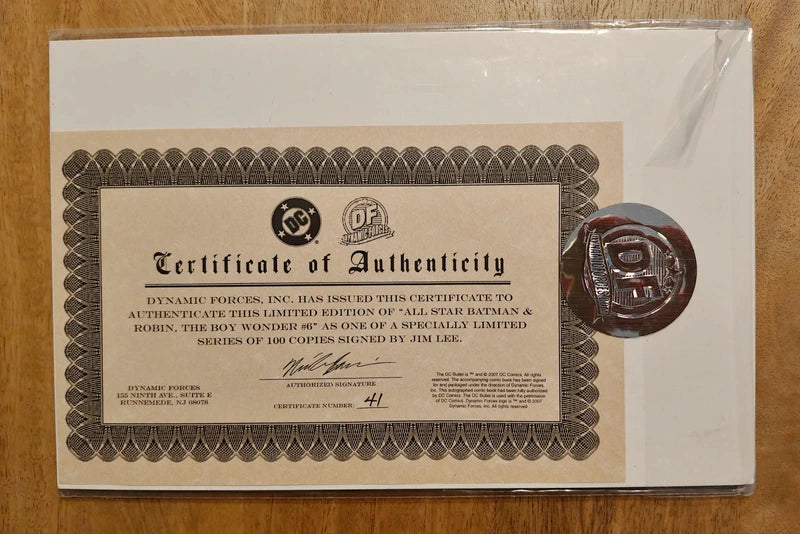 DC
DF
DYNAMIC FORCES
Certificate of Authenticity
DYNAMIC FORCES, INC. HAS ISSUED THIS CERTIFICATE TO
AUTHENTICATE THIS LIMITED EDITION OF "ALL STAR BATMAN &
ROBIN, THE BOY WONDER #6" AS ONE OF A SPECIALLY LIMITED
SERIES OF 100 COPIES SIGNED BY JIM LEE.
AUTHORIZED SIGNATURE
CERTIFICATE NUMBER: 41
DYNAMIC FORCES
155 NINTH AVE., SUITE E
RUNNEMEDE, NJ 08078
The DC Bullet is ™ and © 2007 DC Comics. All rights
reserved. The accompanying comic book has been signed
for and packaged under the direction of Dynamic Forces,
Inc. This autographed comic book had been fully authorized
by DC Comics. The DC Bullet is used with the permission
of DC Comics. Dynamic Forces logo is ™ and © 2007
Dynamic Forces, Inc. All rights reserved.
DF